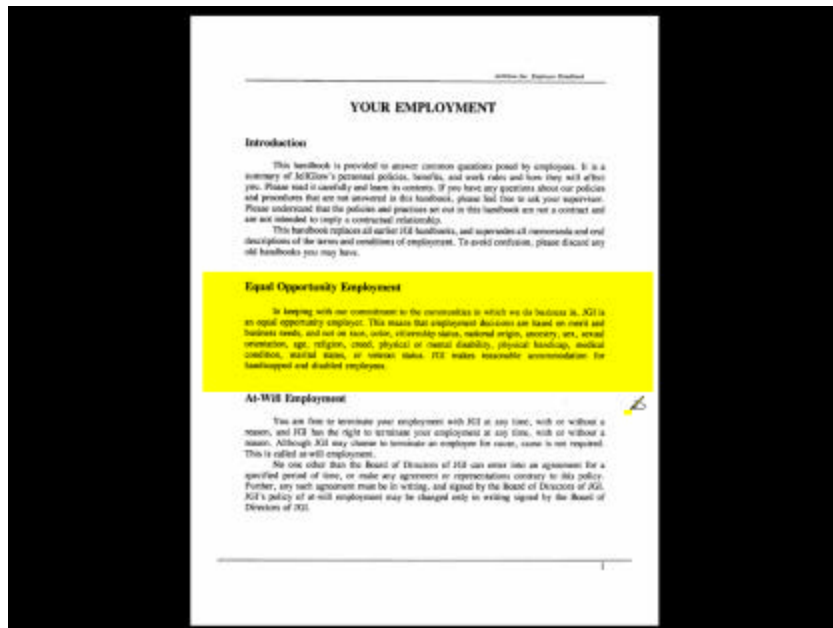 JellGlow Inc. Employee Handbook
YOUR EMPLOYMENT
Introduction
This handbook is provided to answer common questions posed by employees. It is a
summary of JellGlow's personnel policies, benefits, and work rules and how they will affect
you. Please read it carefully and learn its contents. If you have any questions about our policies
and procedures that are not answered in this handbook, please feel free to ask your supervisor.
Please understand that the policies and practices set out in this handbook are not a contract and
are not intended to imply a contractual relationship.
This handbook replaces all earlier JGI handbooks, and supersedes all memoranda and oral
descriptions of the terms and conditions of employment. To avoid confusion, please discard any
old handbooks you may have.
Equal Opportunity Employment
In keeping with our commitment to the communities in which we do business in, JGI is
an equal opportunity employer. This means that employment decisions are based on merit and
business needs, and not on race, color, citizenship status, national origin, ancestry, sex, sexual
orientation, age, religion, creed, physical or mental disability, physical handicap, medical
condition, marital status, or veteran status. JGI makes reasonable accommodation for
handicapped and disabled employees.
At-Will Employment
You are free to terminate your employment with JGI at any time, with or without a
reason, and JGI has the right to terminate your employment at any time, with or without a
reason. Although JGI may choose to terminate an employee for cause, cause is not required.
This is called at-will employment.
No one other than the Board of Directors of JGI can enter into an agreement for a
specified period of time, or make any agreement or representations contrary to this policy.
Further, any such agreement must be in writing, and signed by the Board of Directors of JGI.
JGI's policy of at-will employment may be changed only in writing signed by the Board of
Directors of JGI.
1